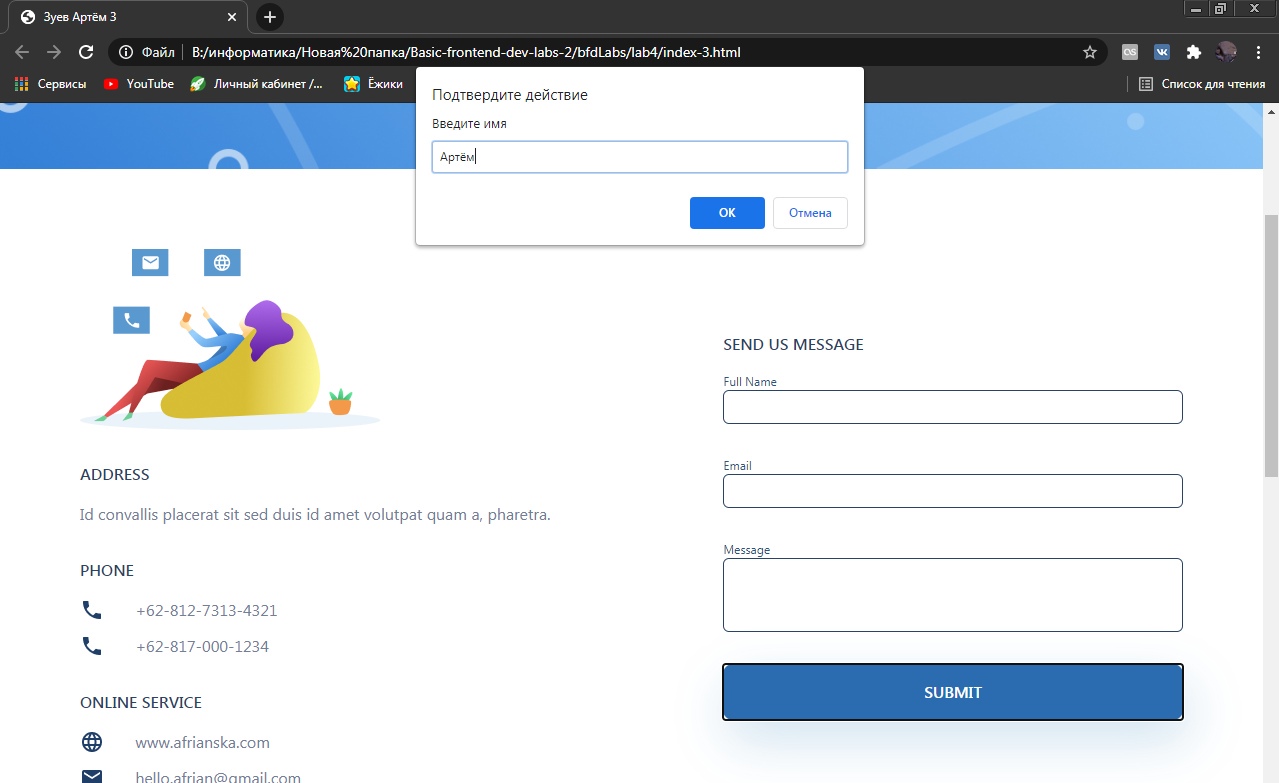 Зуев Артём 3
Файл B:/информатика/Новая%20папка/Basic-frontend-dev-labs-2/bfdLabs/lab4/index-3.html
Сервисы YouTube Личный кабинет /... Ёжики Список для чтения
Подтвердите действие
Введите имя
Артём
ОК Отмена
ADDRESS
Id convallis placerat sit sed duis id amet volutpat quam a, pharetra.
PHONE
+62-812-7313-4321
+62-817-000-1234
ONLINE SERVICE
www.afrianska.com
hello.afrian@gmail.com
SEND US MESSAGE
Full Name
Email
Message
SUBMIT